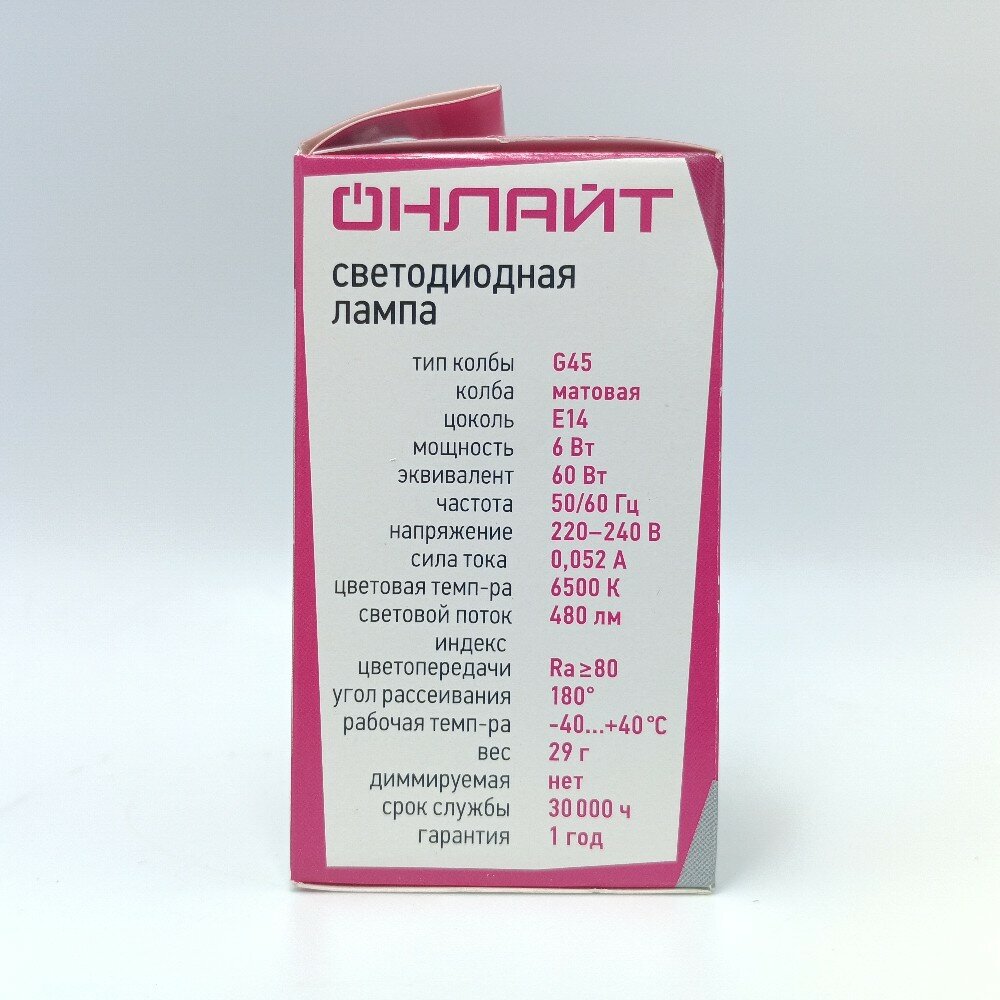 ОНЛАЙТ
светодиодная
лампа
тип колбы G45
колба матовая
цоколь E14
мощность 6 Вт
эквивалент 60 Вт
частота 50/60 Гц
напряжение 220–240 В
сила тока 0,052 А
цветовая темп-ра 6500 К
световой поток 480 лм
индекс
цветопередачи Ra≥80
угол рассеивания 180°
рабочая темп-ра -40...+40°C
вес 29 г
диммируемая нет
срок службы 30 000 ч
гарантия 1 год